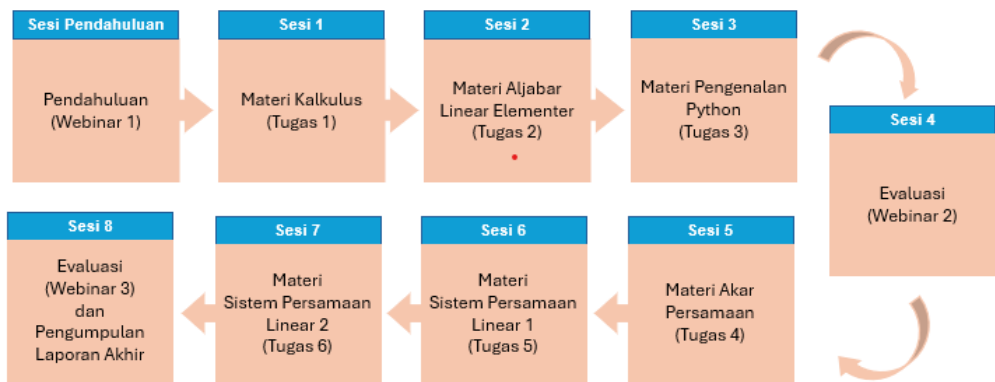 Sesi Pendahuluan
Pendahuluan
(Webinar 1)
Sesi 1
Materi Kalkulus
(Tugas 1)
Sesi 2
Materi Aljabar
Linear Elementer
(Tugas 2)
Sesi 3
Materi Pengenalan
Python
(Tugas 3)
Sesi 4
Evaluasi
(Webinar 2)
Sesi 5
Materi Akar
Persamaan
(Tugas 4)
Sesi 6
Materi
Sistem Persamaan
Linear 1
(Tugas 5)
Sesi 7
Materi
Sistem Persamaan
Linear 2
(Tugas 6)
Sesi 8
Evaluasi
(Webinar 3)
dan
Pengumpulan
Laporan Akhir